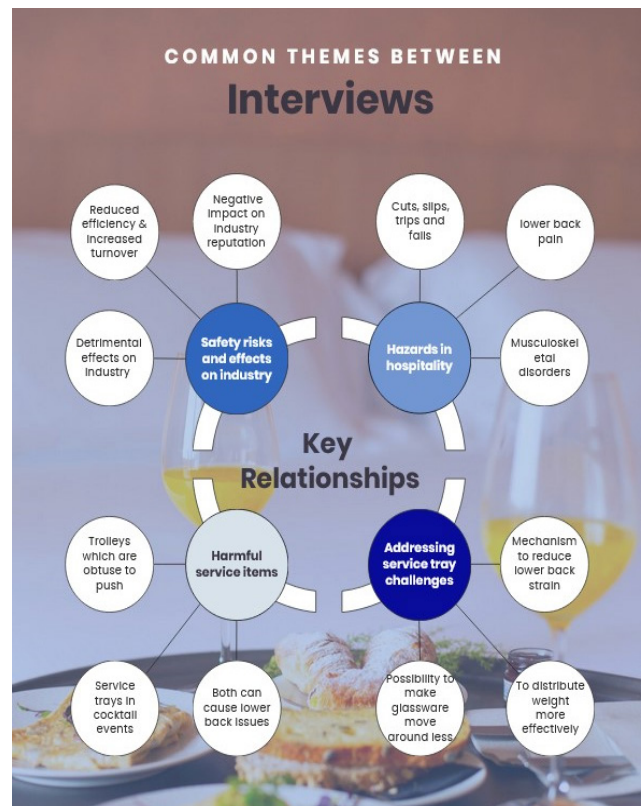 COMMON THEMES BETWEEN
Interviews
Reduced
efficiency &
increased
turnover
Negative
impact on
industry
reputation
Detrimental
effects on
industry
Safety risks
and effects
on industry
Cuts, slips,
trips and
falls
lower back
pain
Hazards in
hospitality
Musculoskel
etal
disorders
Key
Relationships
Trolleys
which are
obtuse to
push
Harmful
service items
Service
trays in
cocktail
events
Both can
cause lower
back issues
Addressing
service tray
challenges
Mechanism
to reduce
lower back
strain
Possibility to
make
glassware
move
around less
To distribute
weight
more
effectively